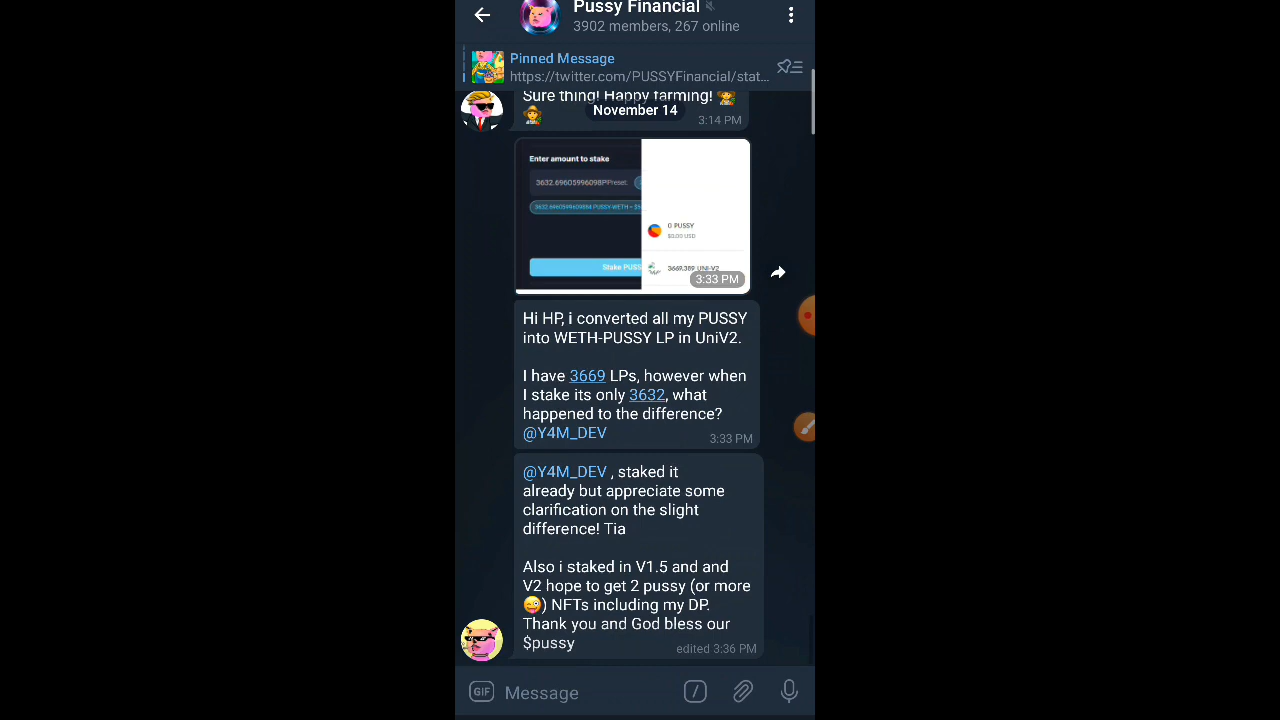 Pussy Financial
3902 members, 267 online
Pinned Message
https://twitter.com/PUSSYFinancial/stat...
Sure thing! Happy farming!
November 14
3:14 PM
Enter amount to stake
3632.69605996098PPreset:
0 PUSSY
$0.00 USD
Stake PUSS
3669.389 UNI-V2
3:33 PM
Hi HP, i converted all my PUSSY
into WETH-PUSSY LP in UniV2.
I have 3669 LPs, however when
I stake its only 3632, what
happened to the difference?
@Y4M_DEV
3:33 PM
@Y4M_DEV , staked it
already but appreciate some
clarification on the slight
difference! Tia
Also i staked in V1.5 and and
V2 hope to get 2 pussy (or more
😜) NFTs including my DP.
Thank you and God bless our
$pussy
edited 3:36 PM
GIF Message